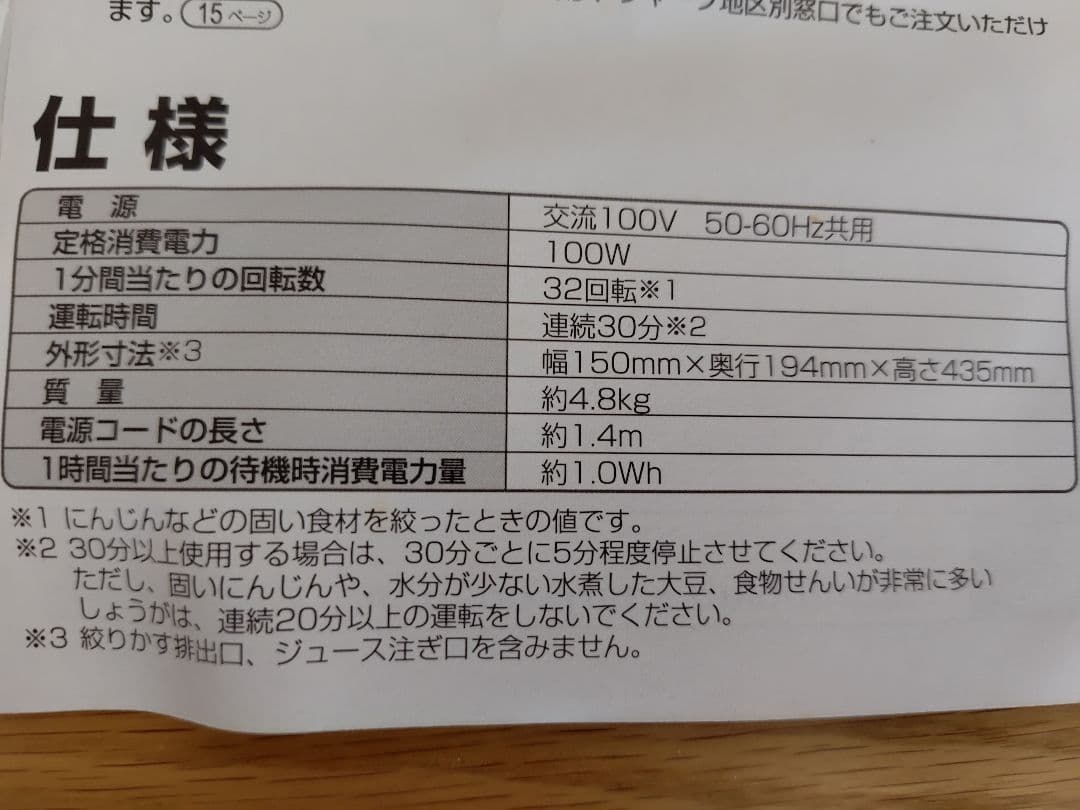 ます。 15ページ
地区別窓口でもご注文いただけ
仕様
電 源 交流100V 50-60Hz共用
定格消費電力 100W
1分間当たりの回転数 32回転※1
運転時間 連続30分※2
外形寸法※3 幅150mm×奥行194mm×高さ435mm
質 量 約4.8kg
電源コードの長さ 約1.4m
1時間当たりの待機時消費電力量 約1.0Wh
※1 にんじんなどの固い食材を絞ったときの値です。
※2 30分以上使用する場合は、30分ごとに5分程度停止させてください。
ただし、固いにんじんや、水分が少ない水煮した大豆、食物せんいが非常に多い
しょうがは、連続20分以上の運転をしないでください。
※3 絞りかす排出口、ジュース注ぎ口を含みません。